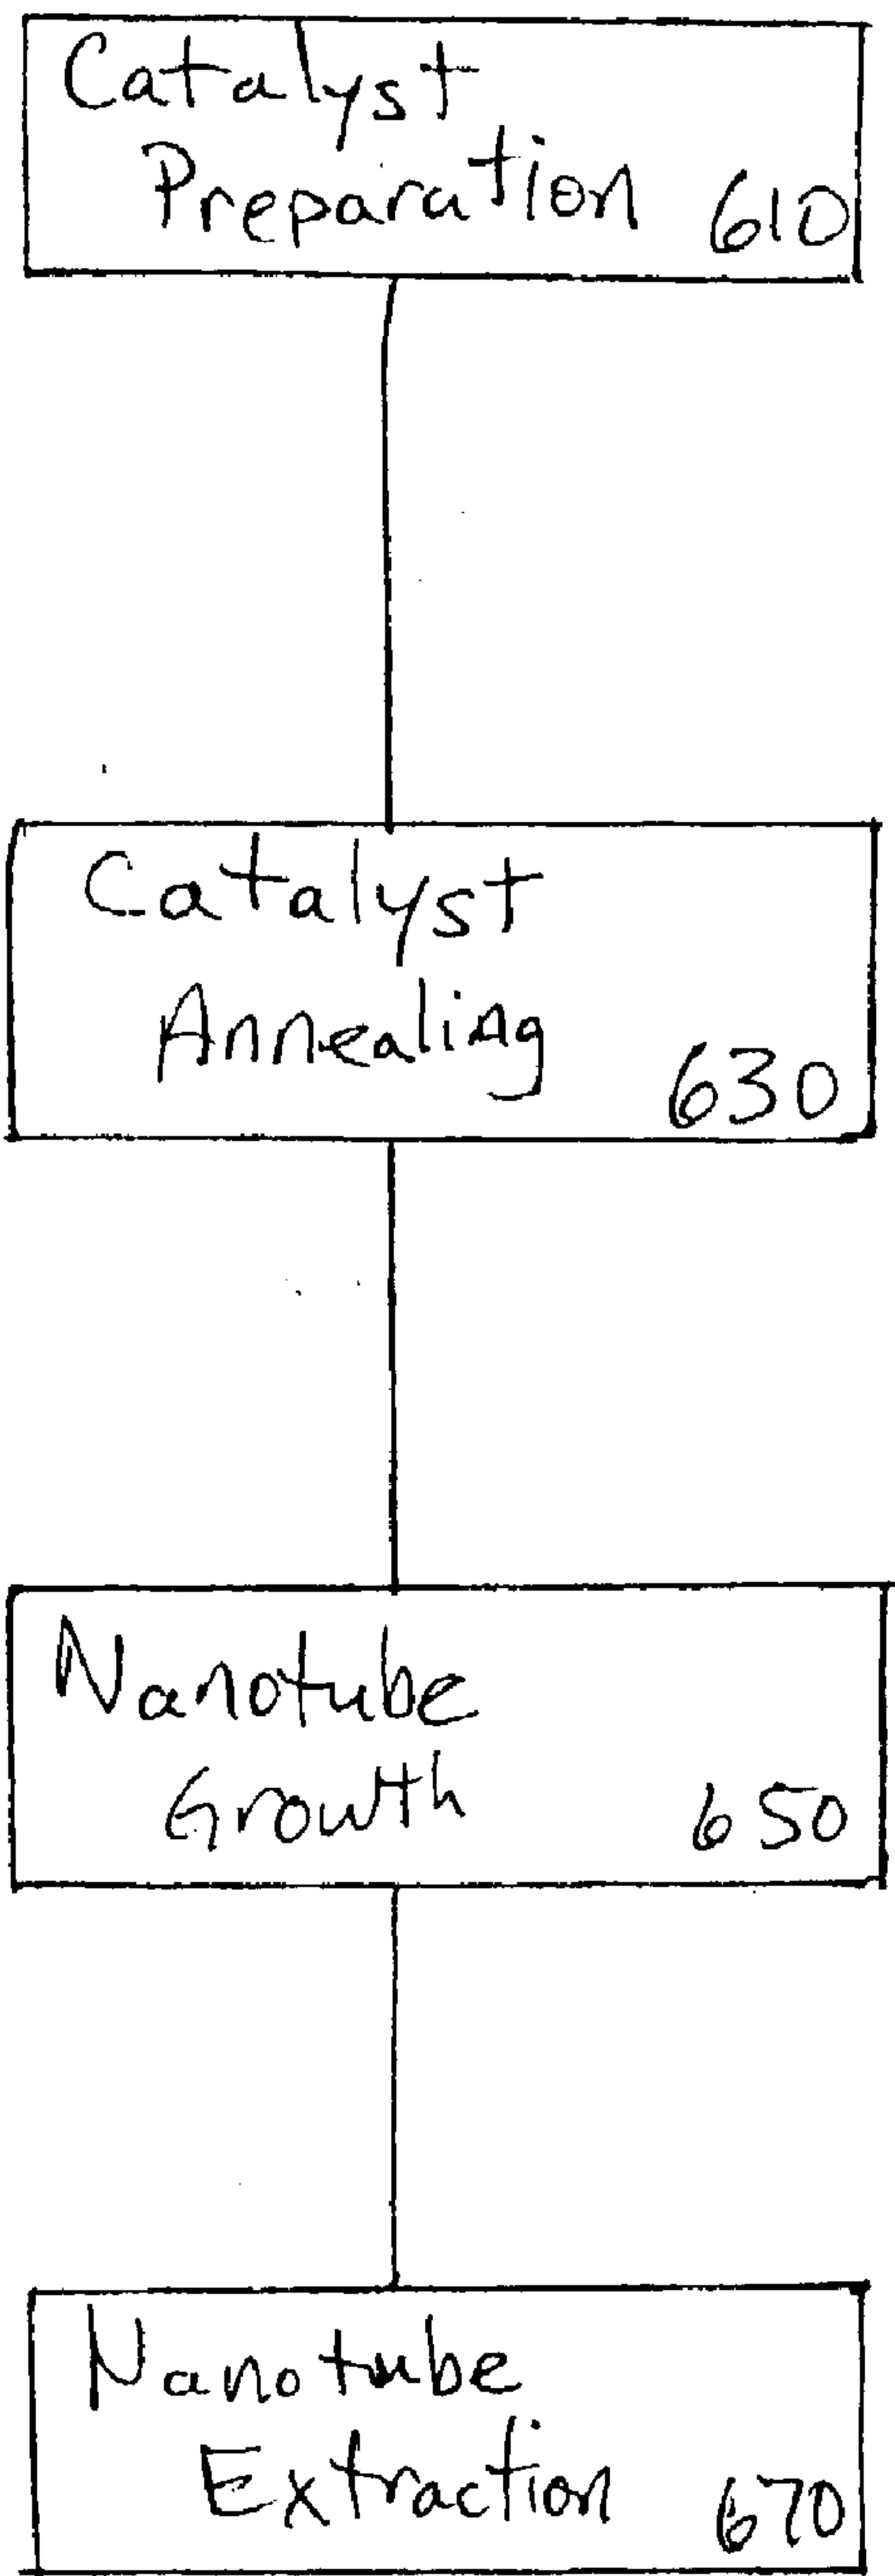 Catalyst
Preparation 610
Catalyst
Annealing
630
Nanotube
Growth 650
Nanotube
Extraction 670